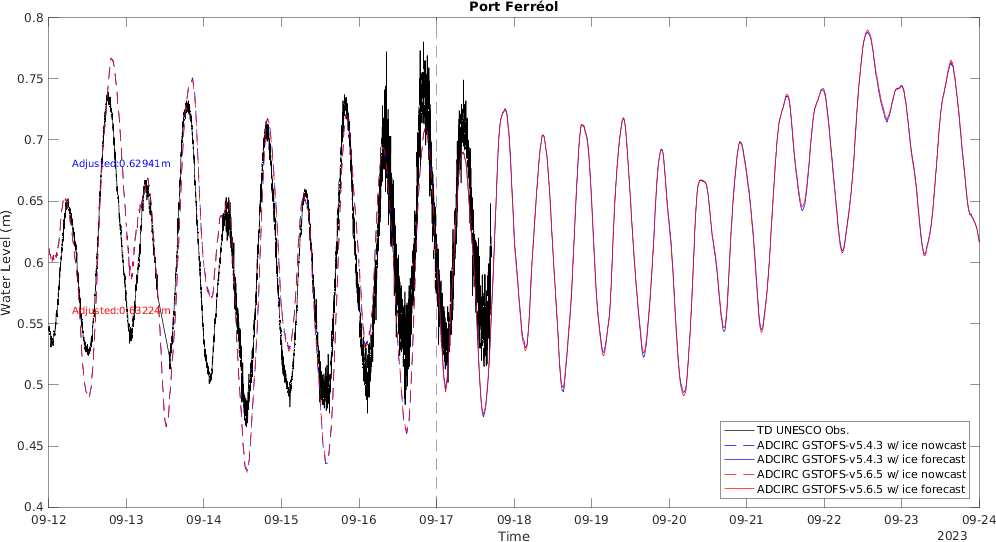 Port Ferréol
0.8
0.75
0.7
0.65
0.6
0.55
0.5
0.45
0.4
Water Level (m)
Adjusted:0.62941m
Adjusted:0.63224m
TD UNESCO Obs.
ADCIRC GSTOFS-v5.4.3 w/ ice nowcast
ADCIRC GSTOFS-v5.4.3 w/ ice forecast
ADCIRC GSTOFS-v5.6.5 w/ ice nowcast
ADCIRC GSTOFS-v5.6.5 w/ ice forecast
09-12 09-13 09-14 09-15 09-16 09-17 09-18 09-19 09-20 09-21 09-22 09-23 09-24
Time
2023